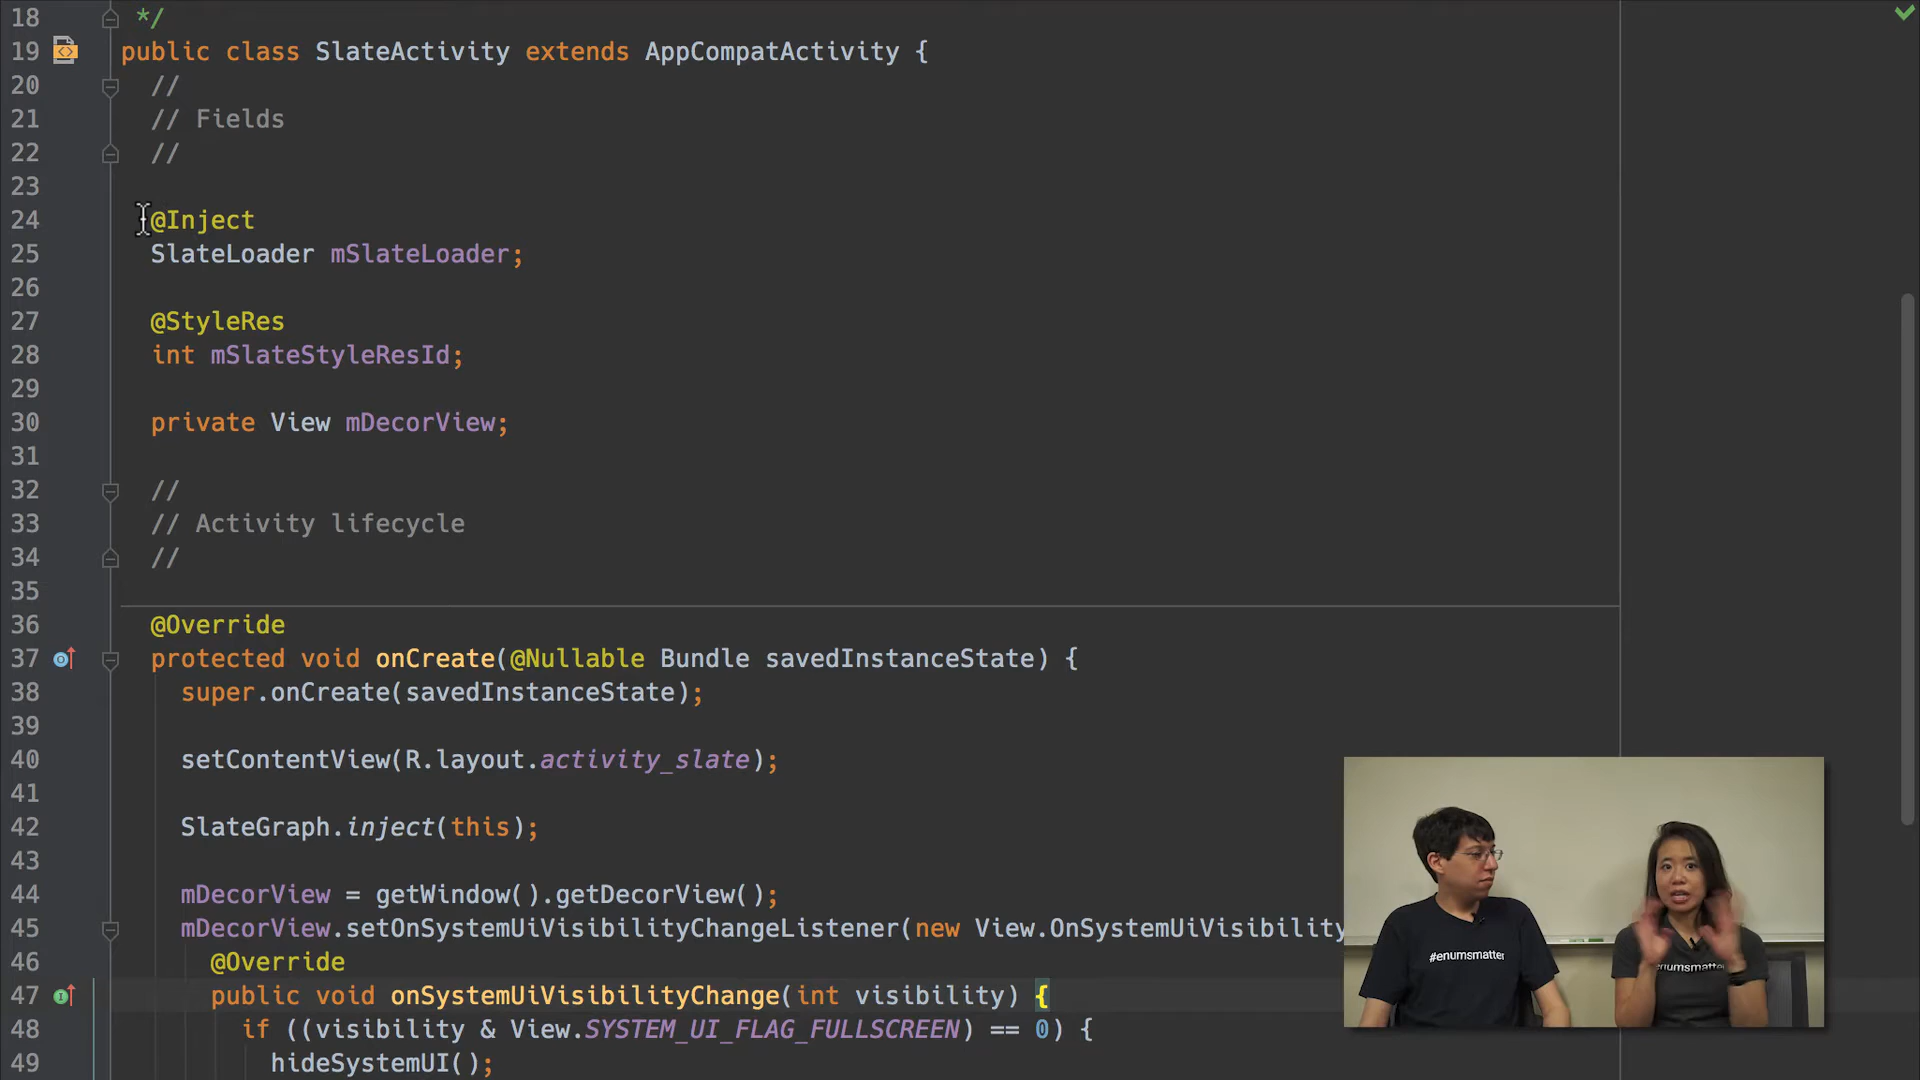 18 */
19 public class SlateActivity extends AppCompatActivity {
20 //
21 // Fields
22 //
23
24 @Inject
25 SlateLoader mSlateLoader;
26
27 @StyleRes
28 int mSlateStyleResId;
29
30 private View mDecorView;
31
32 //
33 // Activity lifecycle
34 //
35
36 @Override
37 protected void onCreate(@Nullable Bundle savedInstanceState) {
38 super.onCreate(savedInstanceState);
39
40 setContentView(R.layout.activity_slate);
41
42 SlateGraph.inject(this);
43
44 mDecorView = getWindow().getDecorView();
45 mDecorView.setOnSystemUiVisibilityChangeListener(new View.OnSystemUiVisibility
46 @Override
47 public void onSystemUiVisibilityChange(int visibility) {
48 if ((visibility & View.SYSTEM_UI_FLAG_FULLSCREEN) == 0) {
49 hideSystemUI();
#enumsmatter
enumsmatter